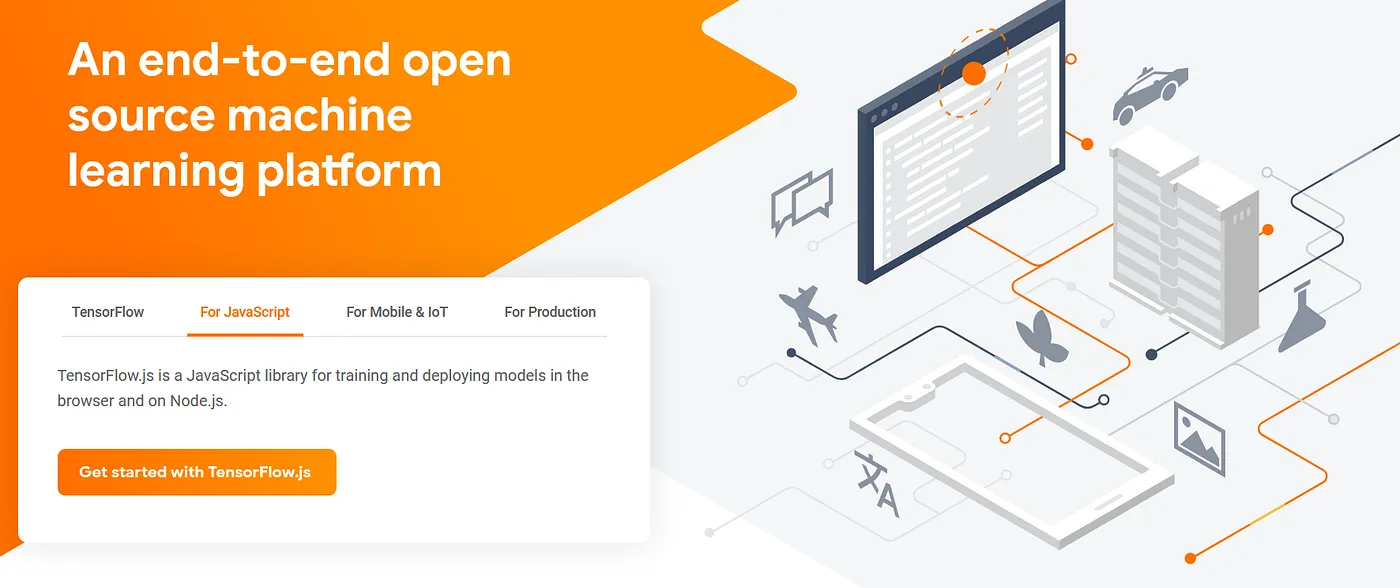 An end-to-end open
source machine
learning platform
TensorFlow
For JavaScript
For Mobile & IoT
For Production
TensorFlow.js is a JavaScript library for training and deploying models in the
browser and on Node.js.
Get started with TensorFlow.js
文A